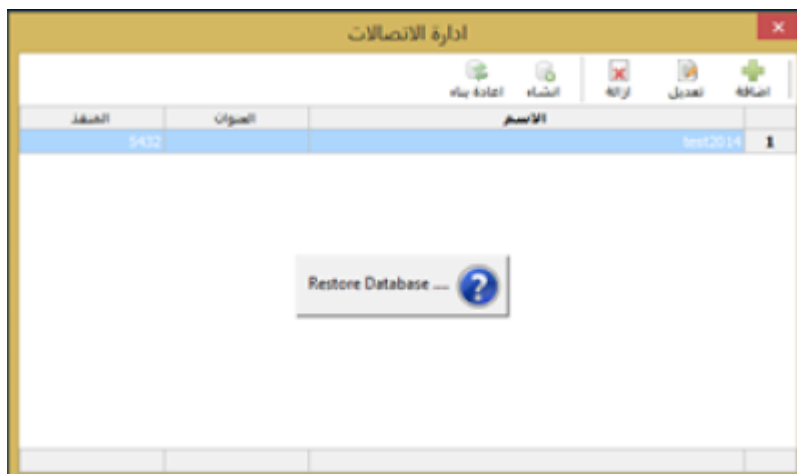 ادارة الاتصالات
اضافة تعديل ازالة انشاء اعادة بناء
الاسم العنوان المنفذ
1 test2014 5432
Restore Database ....